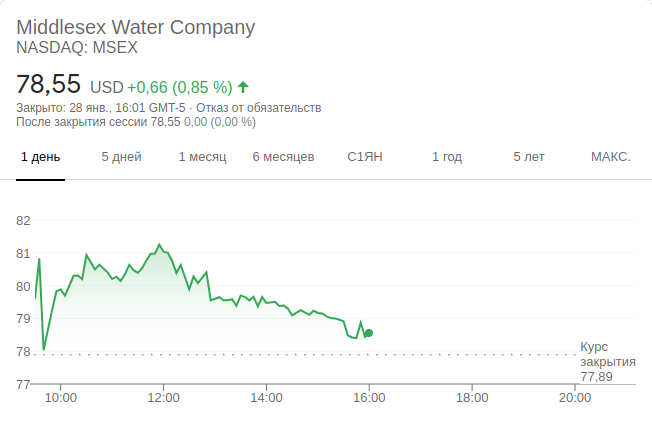 Middlesex Water Company
NASDAQ: MSEX
78,55 USD +0,66 (0,85 %)
Закрыто: 28 янв., 16:01 GMT-5 · Отказ от обязательств
После закрытия сессии 78,55 0,00 (0,00 %)
1 день 5 дней 1 месяц 6 месяцев С1ЯН 1 год 5 лет МАКС.
82
81
80
79
78
77
Курс
закрытия
77,89
10:00 12:00 14:00 16:00 18:00 20:00